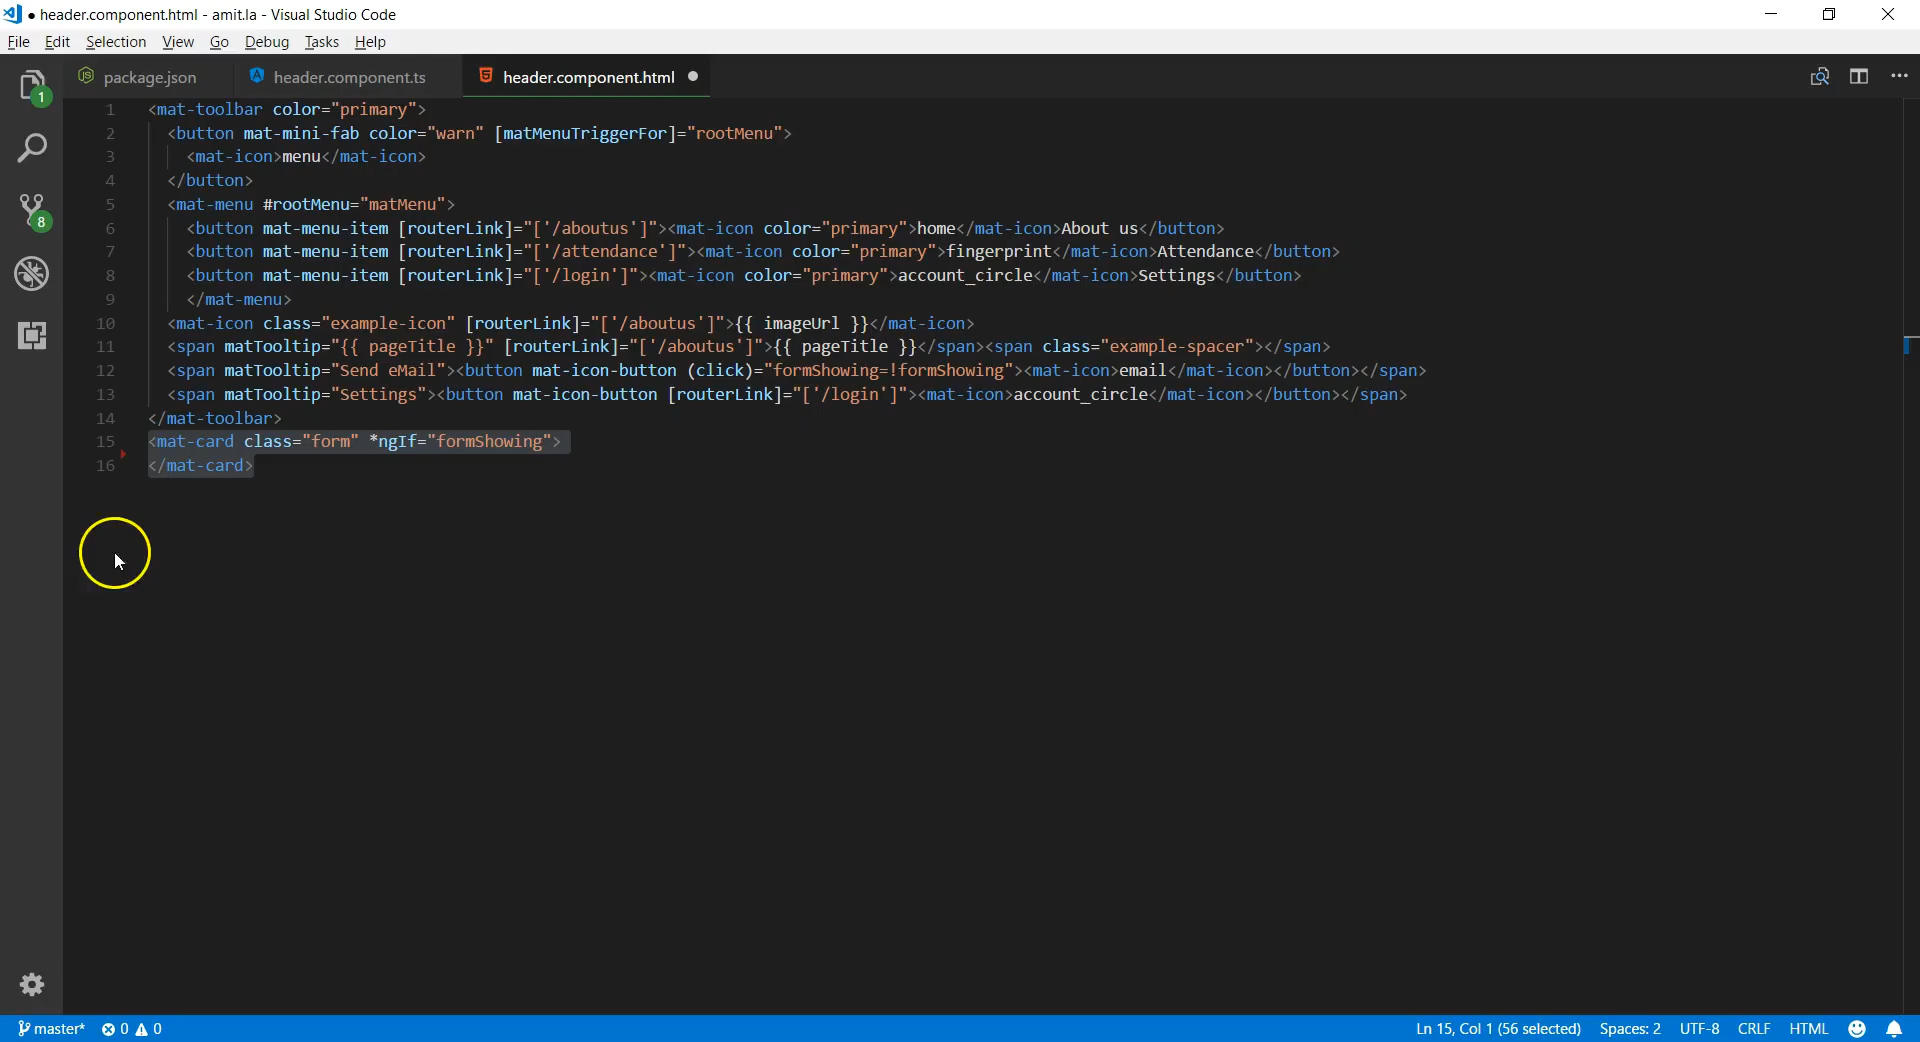 header.component.html - amit.la - Visual Studio Code
File Edit Selection View Go Debug Tasks Help
package.json header.component.ts header.component.html
1 <mat-toolbar color="primary">
2 <button mat-mini-fab color="warn" [matMenuTriggerFor]="rootMenu">
3 <mat-icon>menu</mat-icon>
4 </button>
5 <mat-menu #rootMenu="matMenu">
6 <button mat-menu-item [routerLink]="['/aboutus']"><mat-icon color="primary">home</mat-icon>About us</button>
7 <button mat-menu-item [routerLink]="['/attendance']"><mat-icon color="primary">fingerprint</mat-icon>Attendance</button>
8 <button mat-menu-item [routerLink]="['/login']"><mat-icon color="primary">account_circle</mat-icon>Settings</button>
9 </mat-menu>
10 <mat-icon class="example-icon" [routerLink]="['/aboutus']">{{ imageUrl }}</mat-icon>
11 <span matTooltip="{{ pageTitle }}" [routerLink]="['/aboutus']">{{ pageTitle }}</span><span class="example-spacer"></span>
12 <span matTooltip="Send eMail"><button mat-icon-button (click)="formShowing=!formShowing"><mat-icon>email</mat-icon></button></span>
13 <span matTooltip="Settings"><button mat-icon-button [routerLink]="['/login']"><mat-icon>account_circle</mat-icon></button></span>
14 </mat-toolbar>
15 <mat-card class="form" *ngIf="formShowing">
16 </mat-card>
1
8
master* 0 0 Ln 15, Col 1 (56 selected) Spaces: 2 UTF-8 CRLF HTML